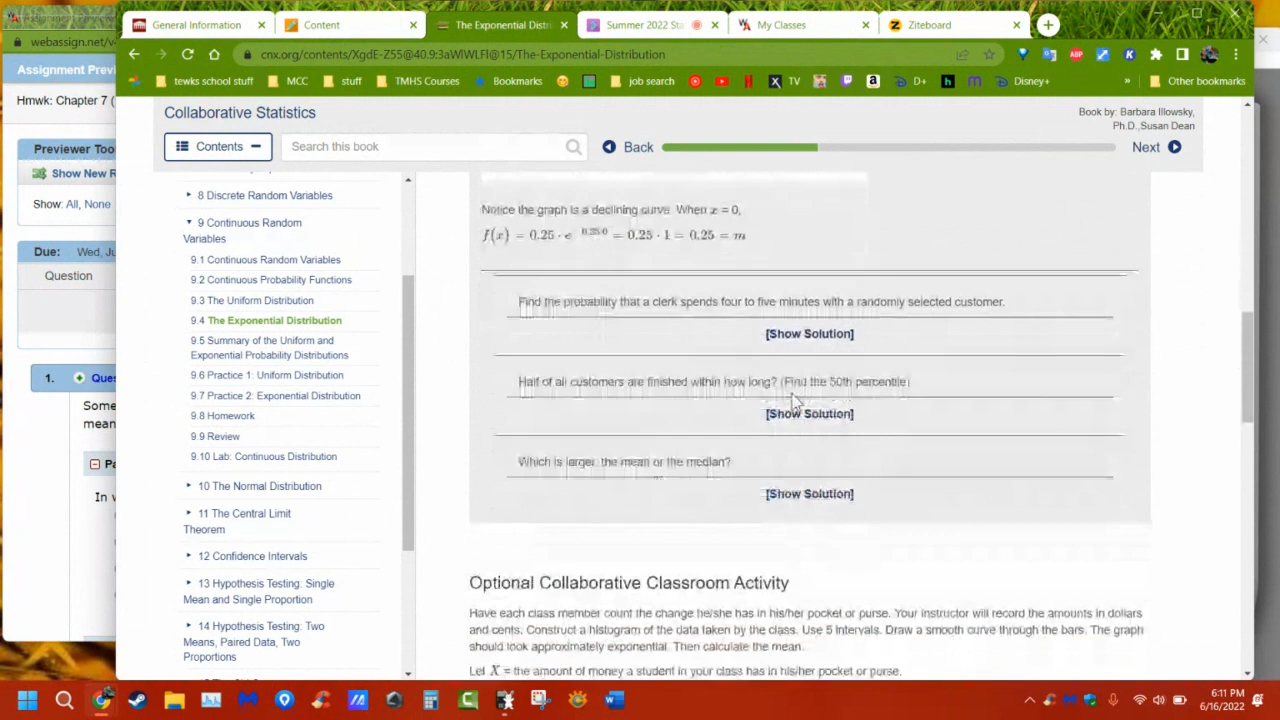 General Information
Content
The Exponential Distri
Summer 2022 Sta
My Classes
Ziteboard
webassign.net/v
cnx.org/contents/XgdE-Z55@40.9:3aWlWLFl@15/The-Exponential-Distribution
tewks school stuff
MCC
stuff
TMHS Courses
Bookmarks
job search
TV
D+
Disney+
»
Other bookmarks
Assignment Prev
Hmwk: Chapter 7 (
Previewer Too
Show New R
Show: All, None
Due: Wed, Ju
Question
1. Ques
Some
mean
Pa
In v
Collaborative Statistics
Book by: Barbara Illowsky,
Ph.D.,Susan Dean
Contents
Search this book
Back
Next
8 Discrete Random Variables
9 Continuous Random
Variables
9.1 Continuous Random Variables
9.2 Continuous Probability Functions
9.3 The Uniform Distribution
9.4 The Exponential Distribution
9.5 Summary of the Uniform and
Exponential Probability Distributions
9.6 Practice 1: Uniform Distribution
9.7 Practice 2: Exponential Distribution
9.8 Homework
9.9 Review
9.10 Lab: Continuous Distribution
10 The Normal Distribution
11 The Central Limit
Theorem
12 Confidence Intervals
13 Hypothesis Testing: Single
Mean and Single Proportion
14 Hypothesis Testing: Two
Means, Paired Data, Two
Proportions
Notice the graph is a declining curve. When x = 0,
f(x) = 0.25 · e^−0.25·0 = 0.25 · 1 = 0.25 = m
Find the probability that a clerk spends four to five minutes with a randomly selected customer.
[Show Solution]
Half of all customers are finished within how long? (Find the 50th percentile)
[Show Solution]
Which is larger, the mean or the median?
[Show Solution]
Optional Collaborative Classroom Activity
Have each class member count the change he/she has in his/her pocket or purse. Your instructor will record the amounts in dollars
and cents. Construct a histogram of the data taken by the class. Use 5 intervals. Draw a smooth curve through the bars. The graph
should look approximately exponential. Then calculate the mean.
Let X = the amount of money a student in your class has in his/her pocket or purse.
6:11 PM
6/16/2022